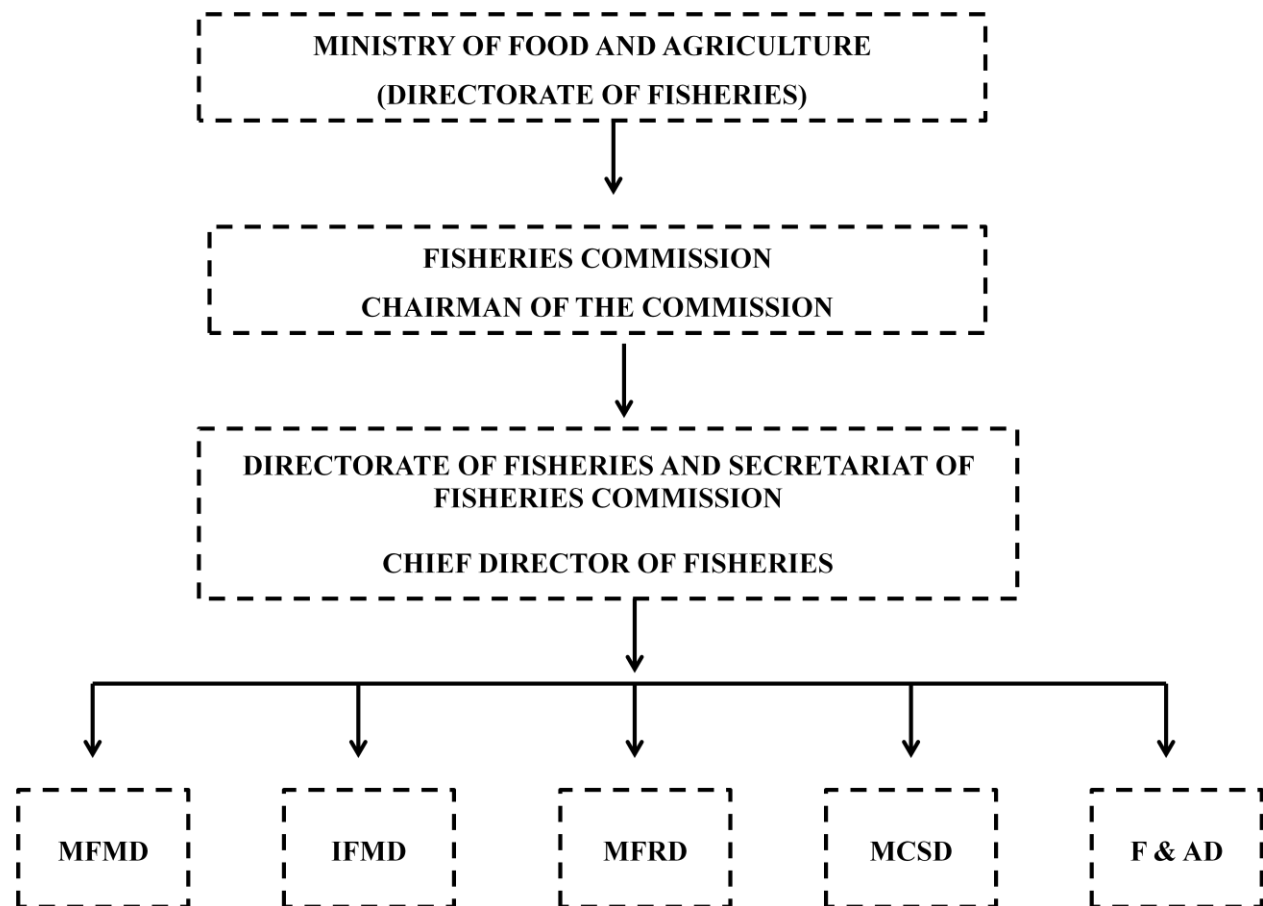 MINISTRY OF FOOD AND AGRICULTURE
(DIRECTORATE OF FISHERIES)
FISHERIES COMMISSION
CHAIRMAN OF THE COMMISSION
DIRECTORATE OF FISHERIES AND SECRETARIAT OF
FISHERIES COMMISSION
CHIEF DIRECTOR OF FISHERIES
MFMD
IFMD
MFRD
MCSD
F & AD